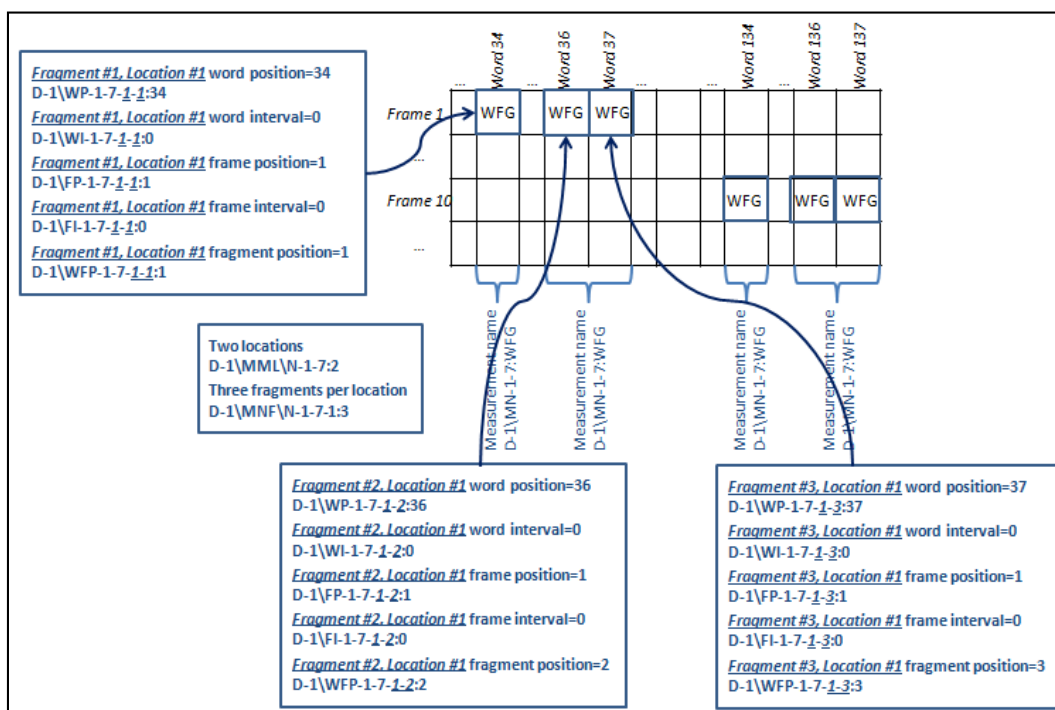 ... Word 34 ... Word 36 Word 37 ... ... Word 134 ... Word 136 Word 137
Fragment #1, Location #1 word position=34
D-1\WP-1-7-1-1:34
Fragment #1, Location #1 word interval=0
D-1\WI-1-7-1-1:0
Fragment #1, Location #1 frame position=1
D-1\FP-1-7-1-1:1
Fragment #1, Location #1 frame interval=0
D-1\FI-1-7-1-1:0
Fragment #1, Location #1 fragment position=1
D-1\WFP-1-7-1-1:1
Frame 1 WFG WFG WFG
...
Frame 10 WFG WFG WFG
...
Two locations
D-1\MML\N-1-7:2
Three fragments per location
D-1\MNF\N-1-7-1:3
Measurement name
D-1\MN-1-7:WFG
Measurement name
D-1\MN-1-7:WFG
Measurement name
D-1\MN-1-7:WFG
Measurement name
D-1\MN-1-7:WFG
Fragment #2, Location #1 word position=36
D-1\WP-1-7-1-2:36
Fragment #2, Location #1 word interval=0
D-1\WI-1-7-1-2:0
Fragment #2, Location #1 frame position=1
D-1\FP-1-7-1-2:1
Fragment #2, Location #1 frame interval=0
D-1\FI-1-7-1-2:0
Fragment #2, Location #1 fragment position=2
D-1\WFP-1-7-1-2:2
Fragment #3, Location #1 word position=37
D-1\WP-1-7-1-3:37
Fragment #3, Location #1 word interval=0
D-1\WI-1-7-1-3:0
Fragment #3, Location #1 frame position=1
D-1\FP-1-7-1-3:1
Fragment #3, Location #1 frame interval=0
D-1\FI-1-7-1-3:0
Fragment #3, Location #1 fragment position=3
D-1\WFP-1-7-1-3:3